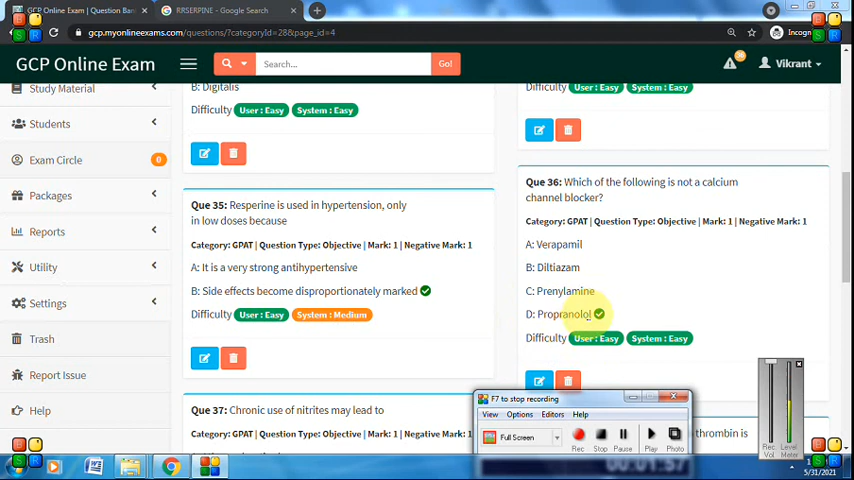 GCP Online Exam | Question Ban
RRSERPINE - Google Search
gcp.myonlineexams.com/questions/?categoryId=28&page_id=4
Incogn
GCP Online Exam
Search...
Go!
Vikrant
Study Material
Students
Exam Circle
0
Packages
Reports
Utility
Settings
Trash
Report Issue
Help
B: Digitalis
Difficulty User : Easy System : Easy
Que 35: Resperine is used in hypertension, only
in low doses because
Category: GPAT | Question Type: Objective | Mark: 1 | Negative Mark: 1
A: It is a very strong antihypertensive
B: Side effects become disproportionately marked
Difficulty User : Easy System : Medium
Que 37: Chronic use of nitrites may lead to
Category: GPAT | Question Type: Objective | Mark: 1 | Negative Mark: 1
Difficulty User : Easy System : Easy
Que 36: Which of the following is not a calcium
channel blocker?
Category: GPAT | Question Type: Objective | Mark: 1 | Negative Mark: 1
A: Verapamil
B: Diltiazam
C: Prenylamine
D: Propranolol
Difficulty User : Easy System : Easy
thrombin is
F7 to stop recording
View Options Editors Help
Full Screen
Rec Stop Pause Play Photo
00:01:57
Rec Vol
Level Meter
B S R
B S R
B S R
B S R
5/31/2021